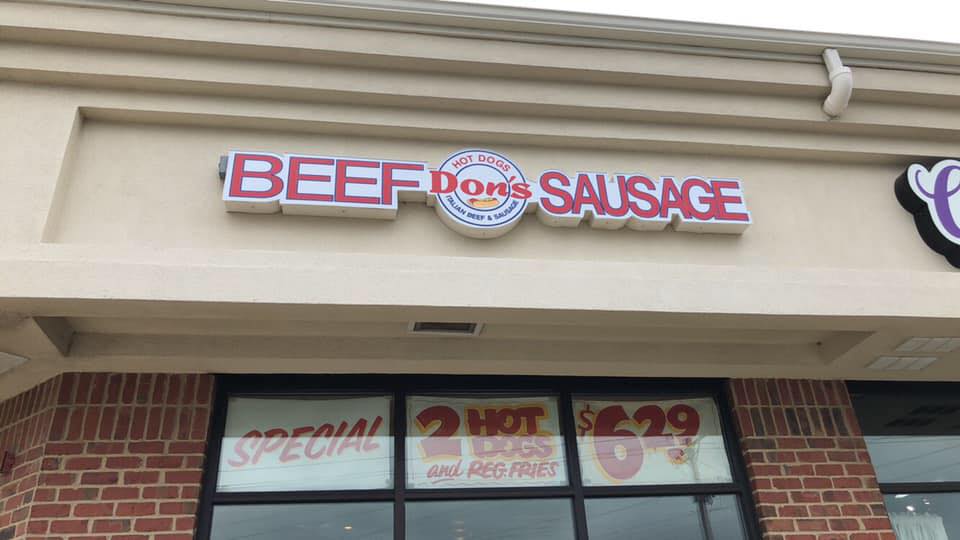 BEEF
HOT DOGS
Don's
ITALIAN BEEF & SAUSAGE
SAUSAGE
C
SPECIAL
2 HOT DOGS
and REG. FRIES
$6.29